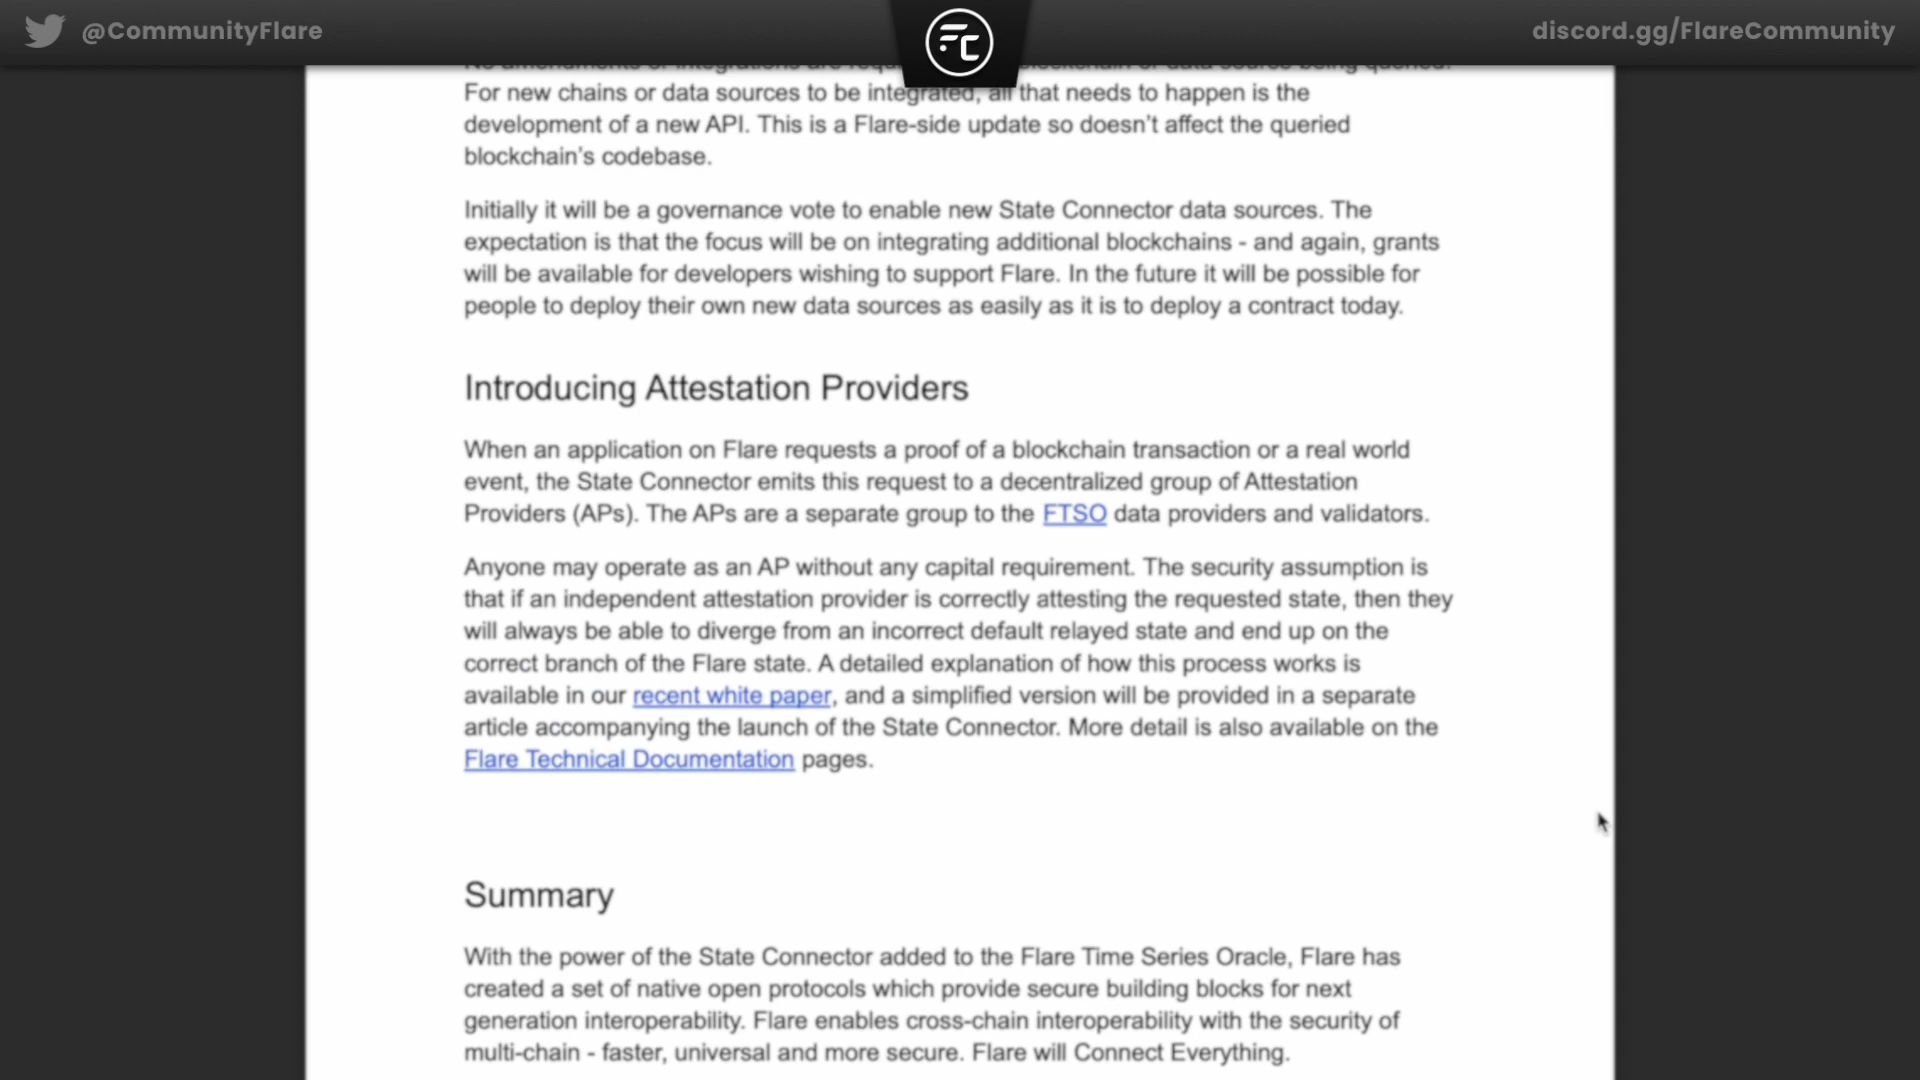 @CommunityFlare
FC
discord.gg/FlareCommunity
For new chains or data sources to be integrated, all that needs to happen is the
development of a new API. This is a Flare-side update so doesn't affect the queried
blockchain's codebase.
Initially it will be a governance vote to enable new State Connector data sources. The
expectation is that the focus will be on integrating additional blockchains - and again, grants
will be available for developers wishing to support Flare. In the future it will be possible for
people to deploy their own new data sources as easily as it is to deploy a contract today.
Introducing Attestation Providers
When an application on Flare requests a proof of a blockchain transaction or a real world
event, the State Connector emits this request to a decentralized group of Attestation
Providers (APs). The APs are a separate group to the FTSO data providers and validators.
Anyone may operate as an AP without any capital requirement. The security assumption is
that if an independent attestation provider is correctly attesting the requested state, then they
will always be able to diverge from an incorrect default relayed state and end up on the
correct branch of the Flare state. A detailed explanation of how this process works is
available in our recent white paper, and a simplified version will be provided in a separate
article accompanying the launch of the State Connector. More detail is also available on the
Flare Technical Documentation pages.
Summary
With the power of the State Connector added to the Flare Time Series Oracle, Flare has
created a set of native open protocols which provide secure building blocks for next
generation interoperability. Flare enables cross-chain interoperability with the security of
multi-chain - faster, universal and more secure. Flare will Connect Everything.